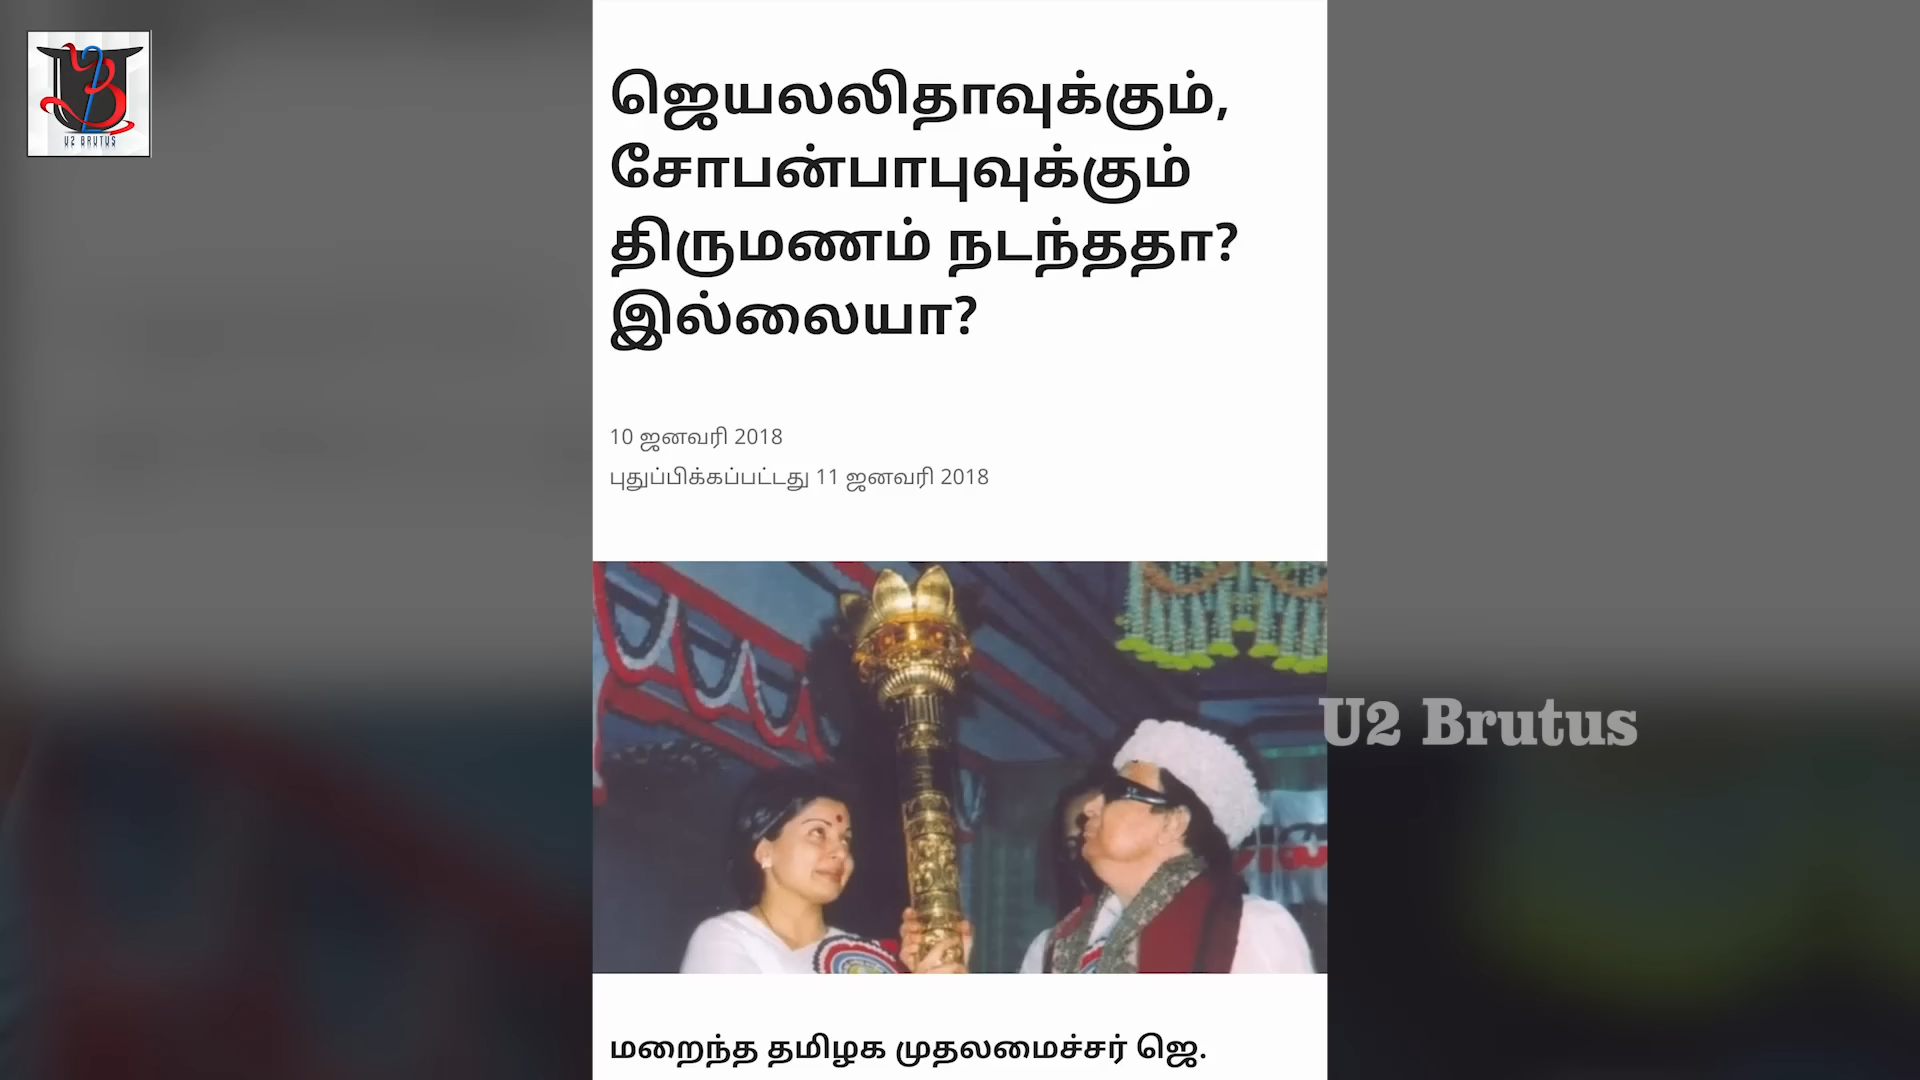 U2 BRUTUS
ஜெயலலிதாவுக்கும்,
சோபன்பாபுவுக்கும்
திருமணம் நடந்ததா?
இல்லையா?
10 ஜனவரி 2018
புதுப்பிக்கப்பட்டது 11 ஜனவரி 2018
U2 Brutus
மறைந்த தமிழக முதலமைச்சர் ஜெ.